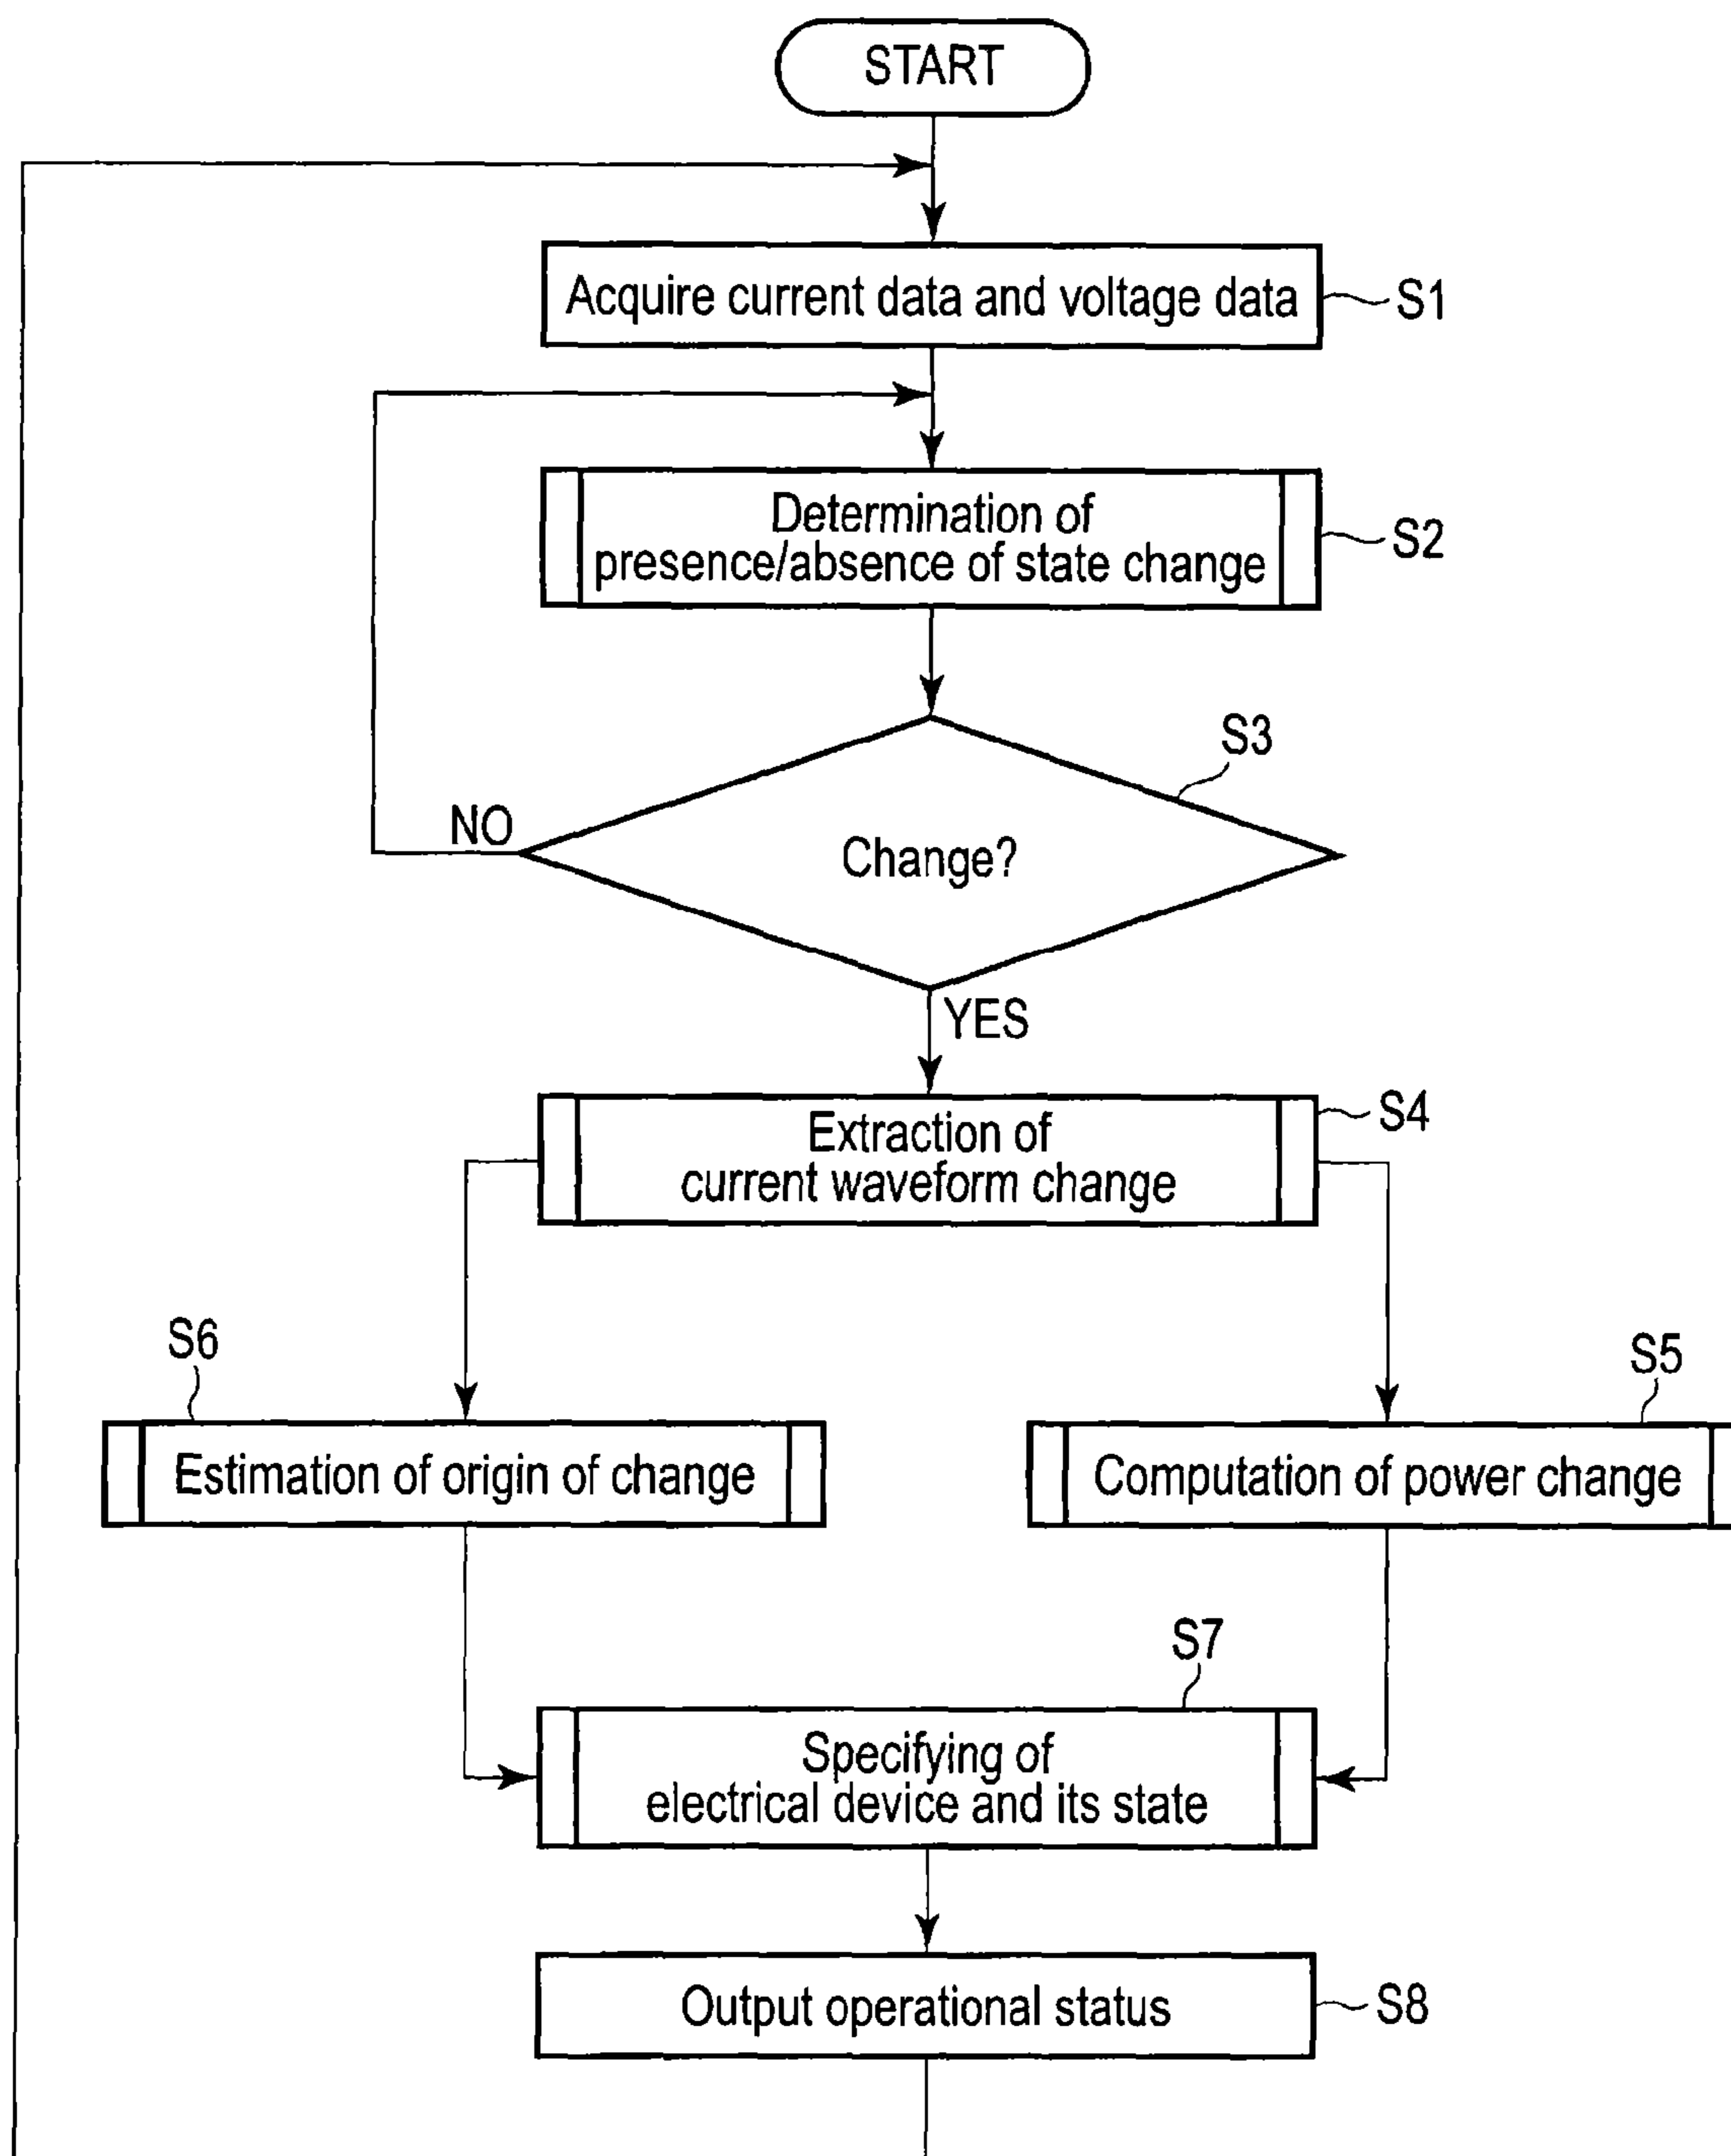 START
Acquire current data and voltage data
S1
Determination of
presence/absence of state change
S2
S3
Change?
NO
YES
Extraction of
current waveform change
S4
S6
Estimation of origin of change
S5
Computation of power change
S7
Specifying of
electrical device and its state
Output operational status
S8